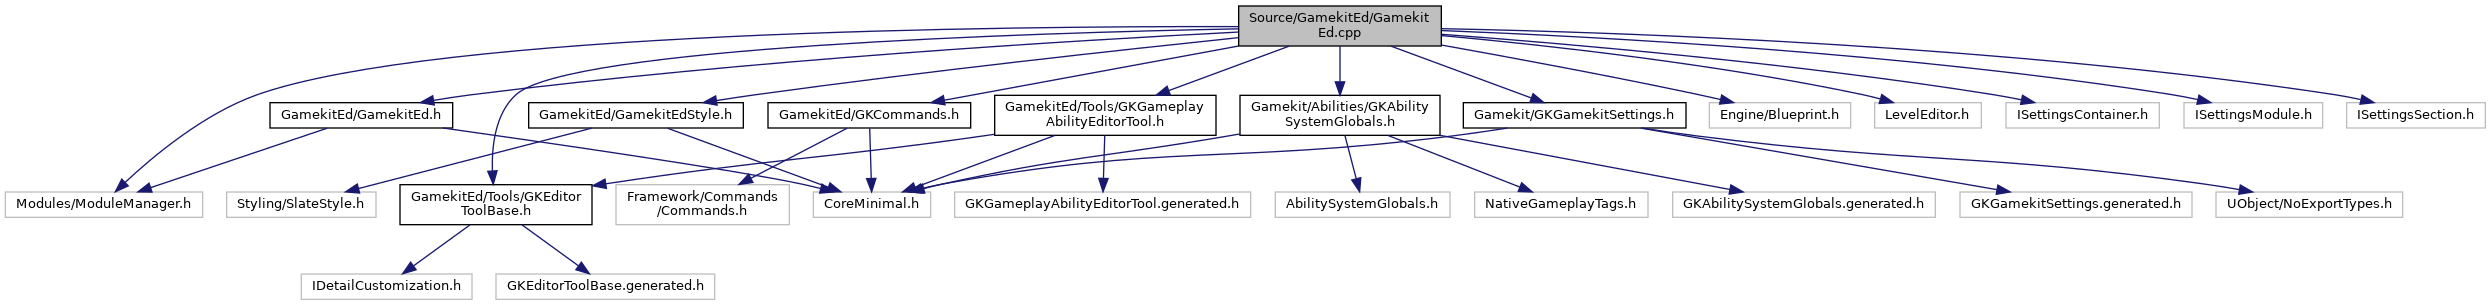 Source/GamekitEd/Gamekit
Ed.cpp
GamekitEd/GamekitEd.h
GamekitEd/GamekitEdStyle.h
GamekitEd/GKCommands.h
GamekitEd/Tools/GKGameplay
AbilityEditorTool.h
Gamekit/Abilities/GKAbility
SystemGlobals.h
Gamekit/GKGamekitSettings.h
Engine/Blueprint.h
LevelEditor.h
ISettingsContainer.h
ISettingsModule.h
ISettingsSection.h
Modules/ModuleManager.h
Styling/SlateStyle.h
GamekitEd/Tools/GKEditor
ToolBase.h
Framework/Commands
/Commands.h
CoreMinimal.h
GKGameplayAbilityEditorTool.generated.h
AbilitySystemGlobals.h
NativeGameplayTags.h
GKAbilitySystemGlobals.generated.h
GKGamekitSettings.generated.h
UObject/NoExportTypes.h
IDetailCustomization.h
GKEditorToolBase.generated.h